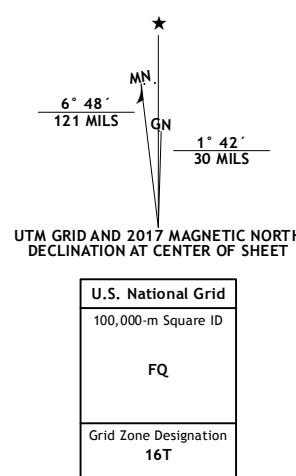 ★
MN
6° 48´
121 MILS
GN
1° 42´
30 MILS
UTM GRID AND 2017 MAGNETIC NORTH
DECLINATION AT CENTER OF SHEET
U.S. National Grid
100,000-m Square ID
FQ
Grid Zone Designation
16T